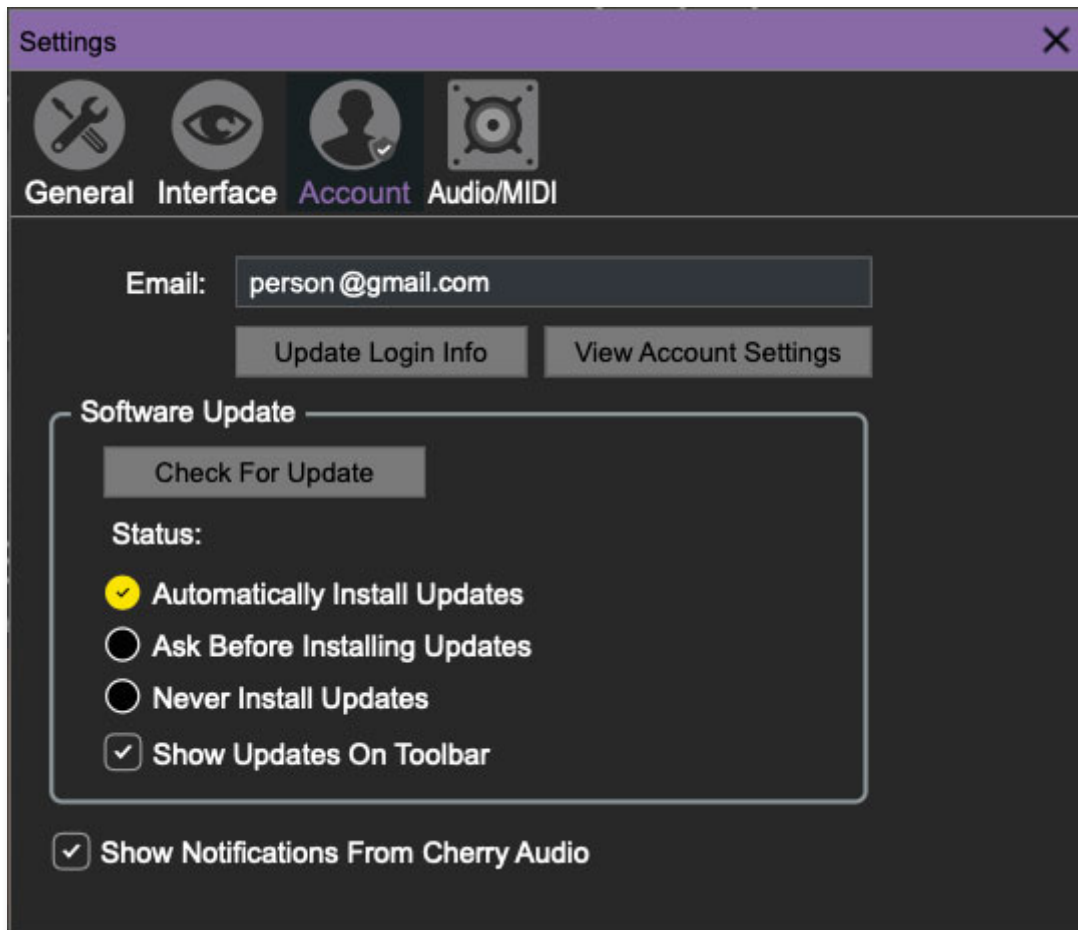 Settings
General Interface Account Audio/MIDI
Email: person @gmail.com
Update Login Info View Account Settings
Software Update
Check For Update
Status:
Automatically Install Updates
Ask Before Installing Updates
Never Install Updates
Show Updates On Toolbar
Show Notifications From Cherry Audio